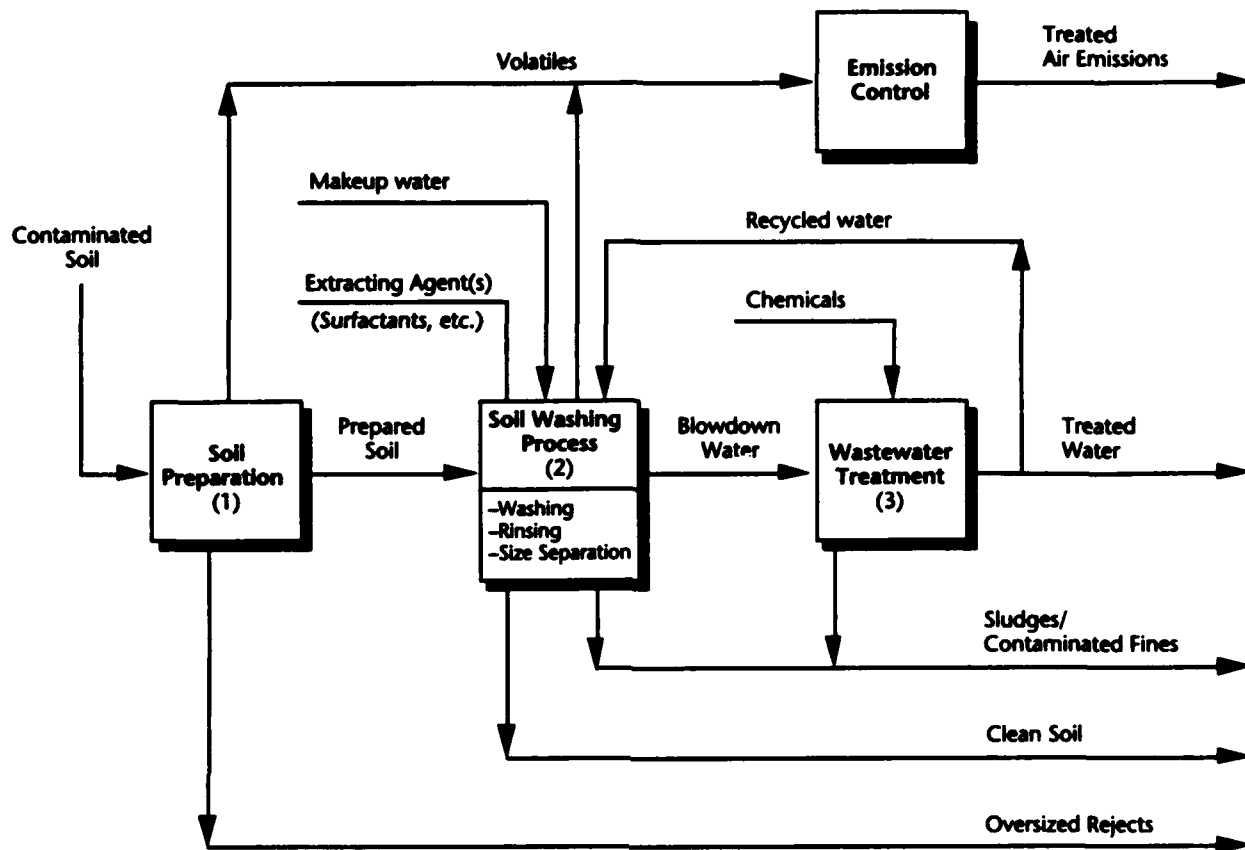 Volatiles
Emission
Control
Treated
Air Emissions
Makeup water
Recycled water
Contaminated
Soil
Extracting Agent(s)
(Surfactants, etc.)
Chemicals
Soil
Preparation
(1)
Prepared
Soil
Soil Washing
Process
(2)
–Washing
–Rinsing
–Size Separation
Blowdown
Water
Wastewater
Treatment
(3)
Treated
Water
Sludges/
Contaminated Fines
Clean Soil
Oversized Rejects